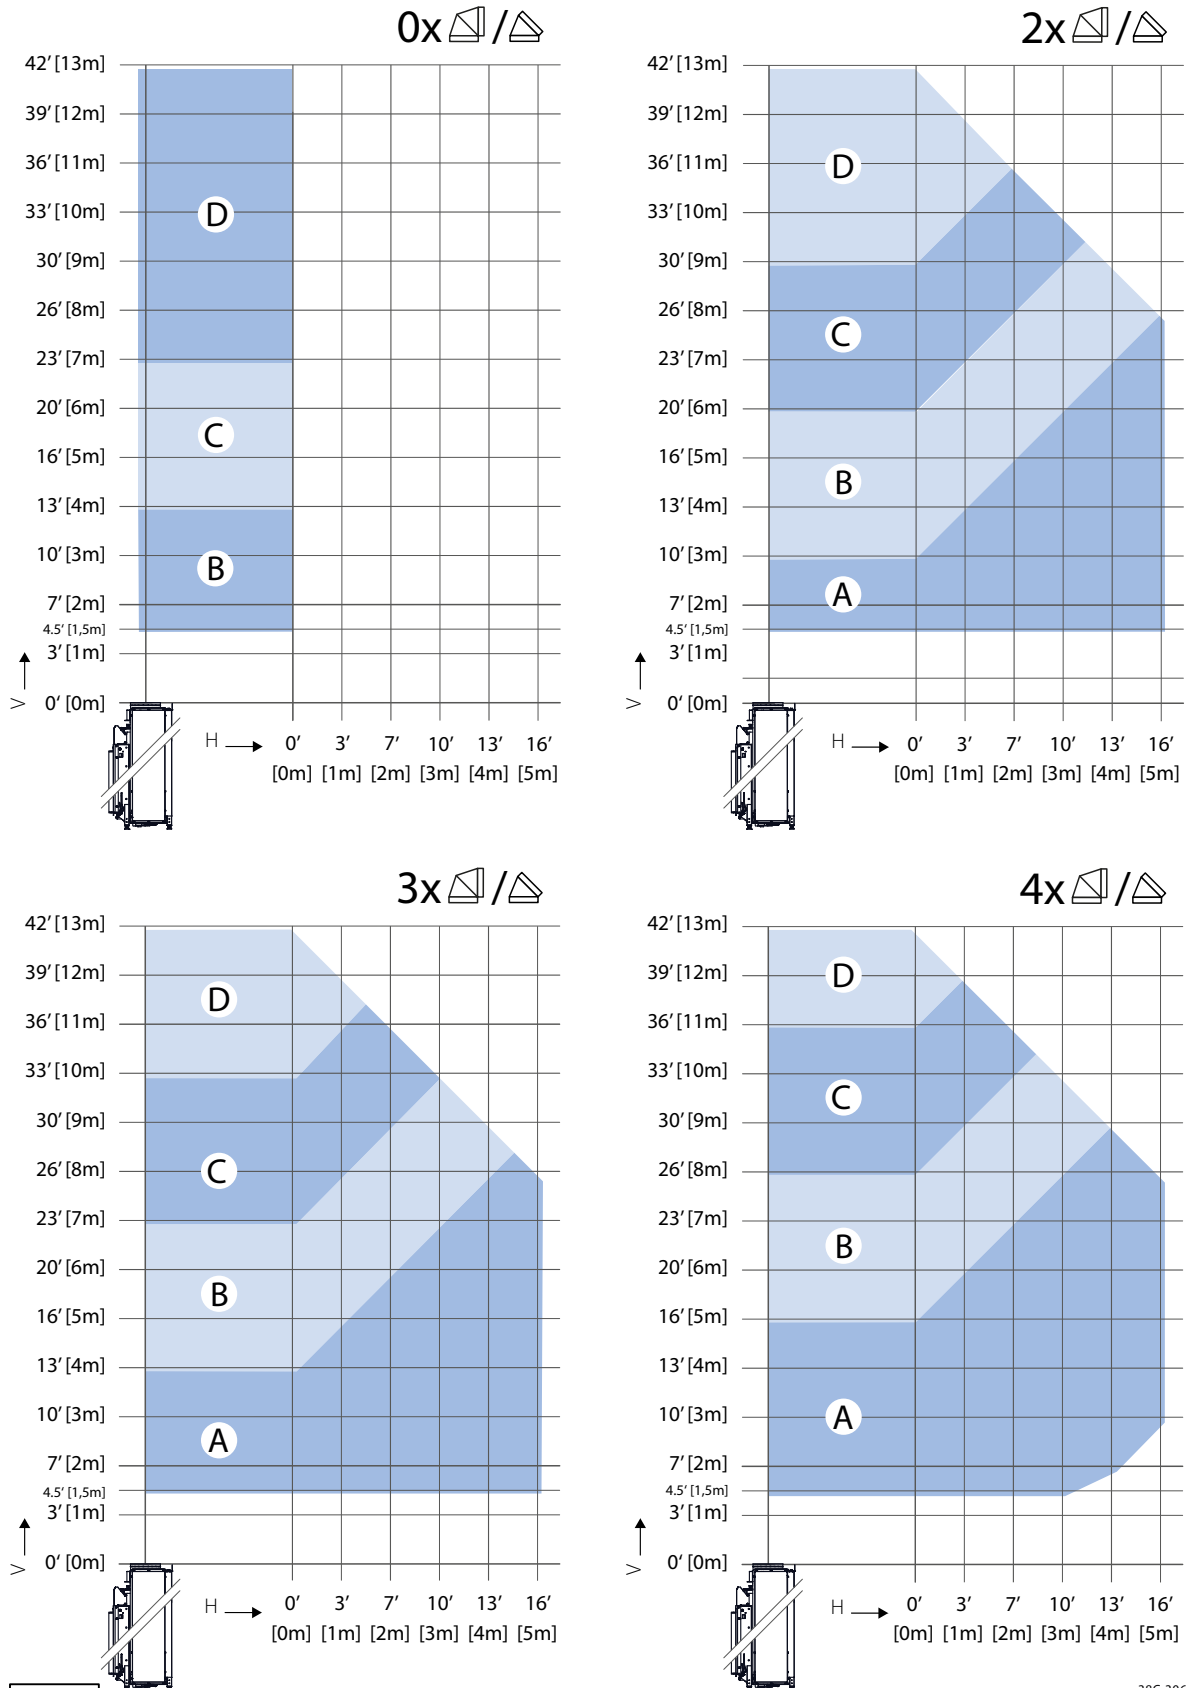 0x /
42′ [13m]
39′ [12m]
36′ [11m]
33′ [10m]
30′ [9m]
26′ [8m]
23′ [7m]
20′ [6m]
16′ [5m]
13′ [4m]
10′ [3m]
7′ [2m]
4.5′ [1,5m]
3′ [1m]
0′ [0m]
D
C
B
V
H
0′ 3′ 7′ 10′ 13′ 16′
[0m] [1m] [2m] [3m] [4m] [5m]
2x /
42′ [13m]
39′ [12m]
36′ [11m]
33′ [10m]
30′ [9m]
26′ [8m]
23′ [7m]
20′ [6m]
16′ [5m]
13′ [4m]
10′ [3m]
7′ [2m]
4.5′ [1,5m]
3′ [1m]
0′ [0m]
D
C
B
A
V
H
0′ 3′ 7′ 10′ 13′ 16′
[0m] [1m] [2m] [3m] [4m] [5m]
3x /
42′ [13m]
39′ [12m]
36′ [11m]
33′ [10m]
30′ [9m]
26′ [8m]
23′ [7m]
20′ [6m]
16′ [5m]
13′ [4m]
10′ [3m]
7′ [2m]
4.5′ [1,5m]
3′ [1m]
0′ [0m]
D
C
B
A
V
H
0′ 3′ 7′ 10′ 13′ 16′
[0m] [1m] [2m] [3m] [4m] [5m]
4x /
42′ [13m]
39′ [12m]
36′ [11m]
33′ [10m]
30′ [9m]
26′ [8m]
23′ [7m]
20′ [6m]
16′ [5m]
13′ [4m]
10′ [3m]
7′ [2m]
4.5′ [1,5m]
3′ [1m]
0′ [0m]
D
C
B
A
V
H
0′ 3′ 7′ 10′ 13′ 16′
[0m] [1m] [2m] [3m] [4m] [5m]